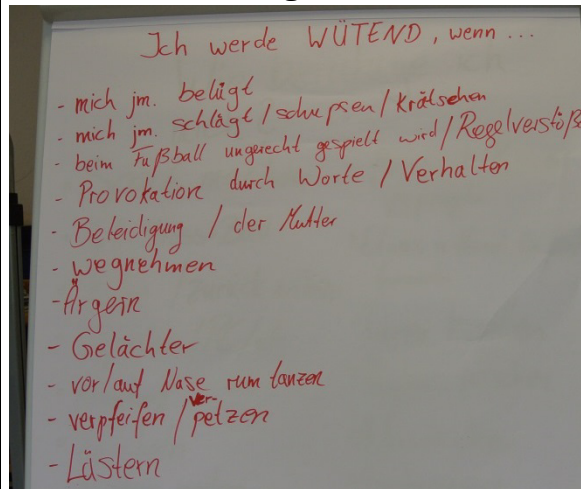 Ich werde WÜTEND, wenn ...
- mich jm. belügt
- mich jm. schlägt / schupsen / krätschen
- beim Fußball ungerecht gespielt wird / Regelverstöße
- Provokation durch Worte / Verhalten
- Beleidigung / der Mutter
- wegnehmen
- Ärgern
- Gelächter
- vor/auf Nase rum tanzen
- verpfeifen / verpetzen
- Lästern